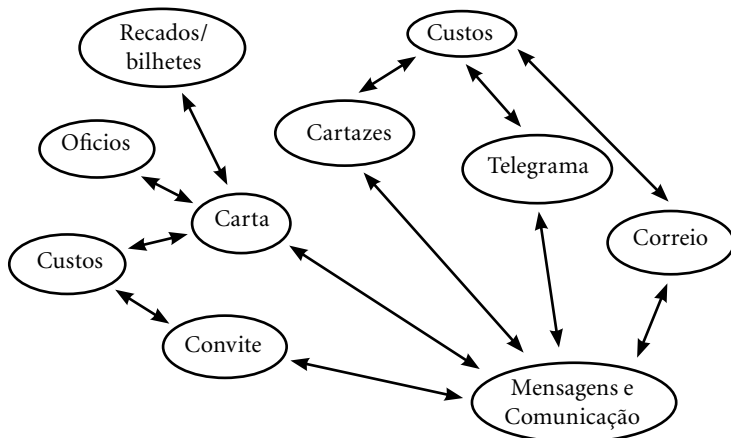 Recados/
bilhetes
Custos
Cartazes
Oficios
Telegrama
Carta
Correio
Custos
Convite
Mensagens e
Comunicação